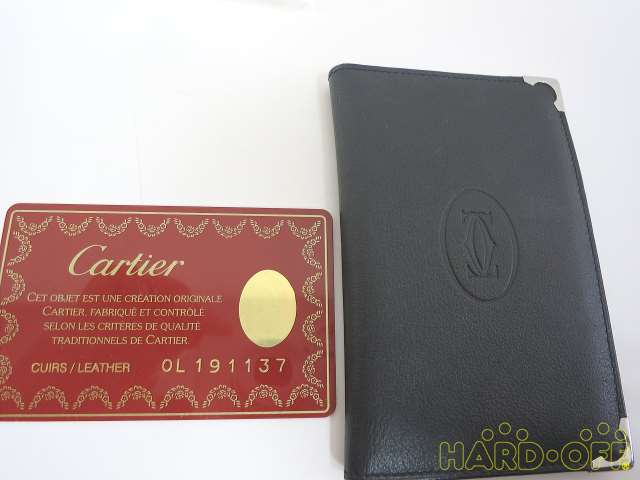 Cartier
CET OBJET EST UNE CRÉATION ORIGINALE
CARTIER, FABRIQUÉ ET CONTRÔLÉ
SELON LES CRITÈRES DE QUALITÉ
TRADITIONNELS DE CARTIER.
CUIRS / LEATHER OL 191137
HARD-OFF